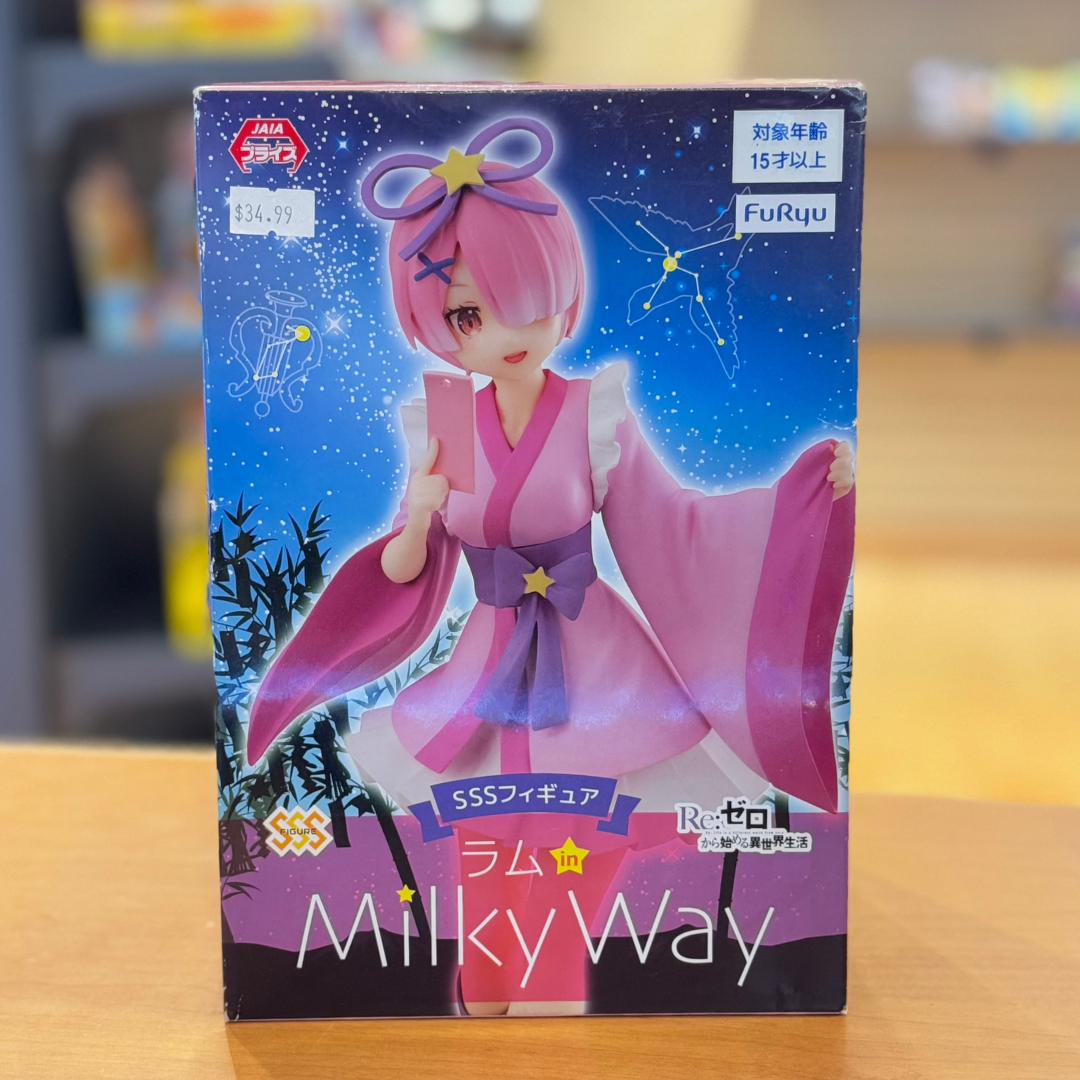 JAIA
プライズ
$34.99
対象年齢
15才以上
FuRyu
SSSフィギュア
SSS
FIGURE
Re:ゼロ
から始める異世界生活
ラム in
Milky Way